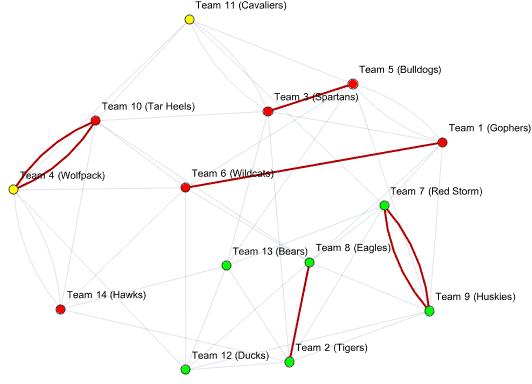 Team 11 (Cavaliers)
Team 5 (Bulldogs)
Team 3 (Spartans)
Team 10 (Tar Heels)
Team 1 (Gophers)
Team 4 (Wolfpack)
Team 6 (Wildcats)
Team 7 (Red Storm)
Team 13 (Bears)
Team 8 (Eagles)
Team 14 (Hawks)
Team 9 (Huskies)
Team 12 (Ducks)
Team 2 (Tigers)